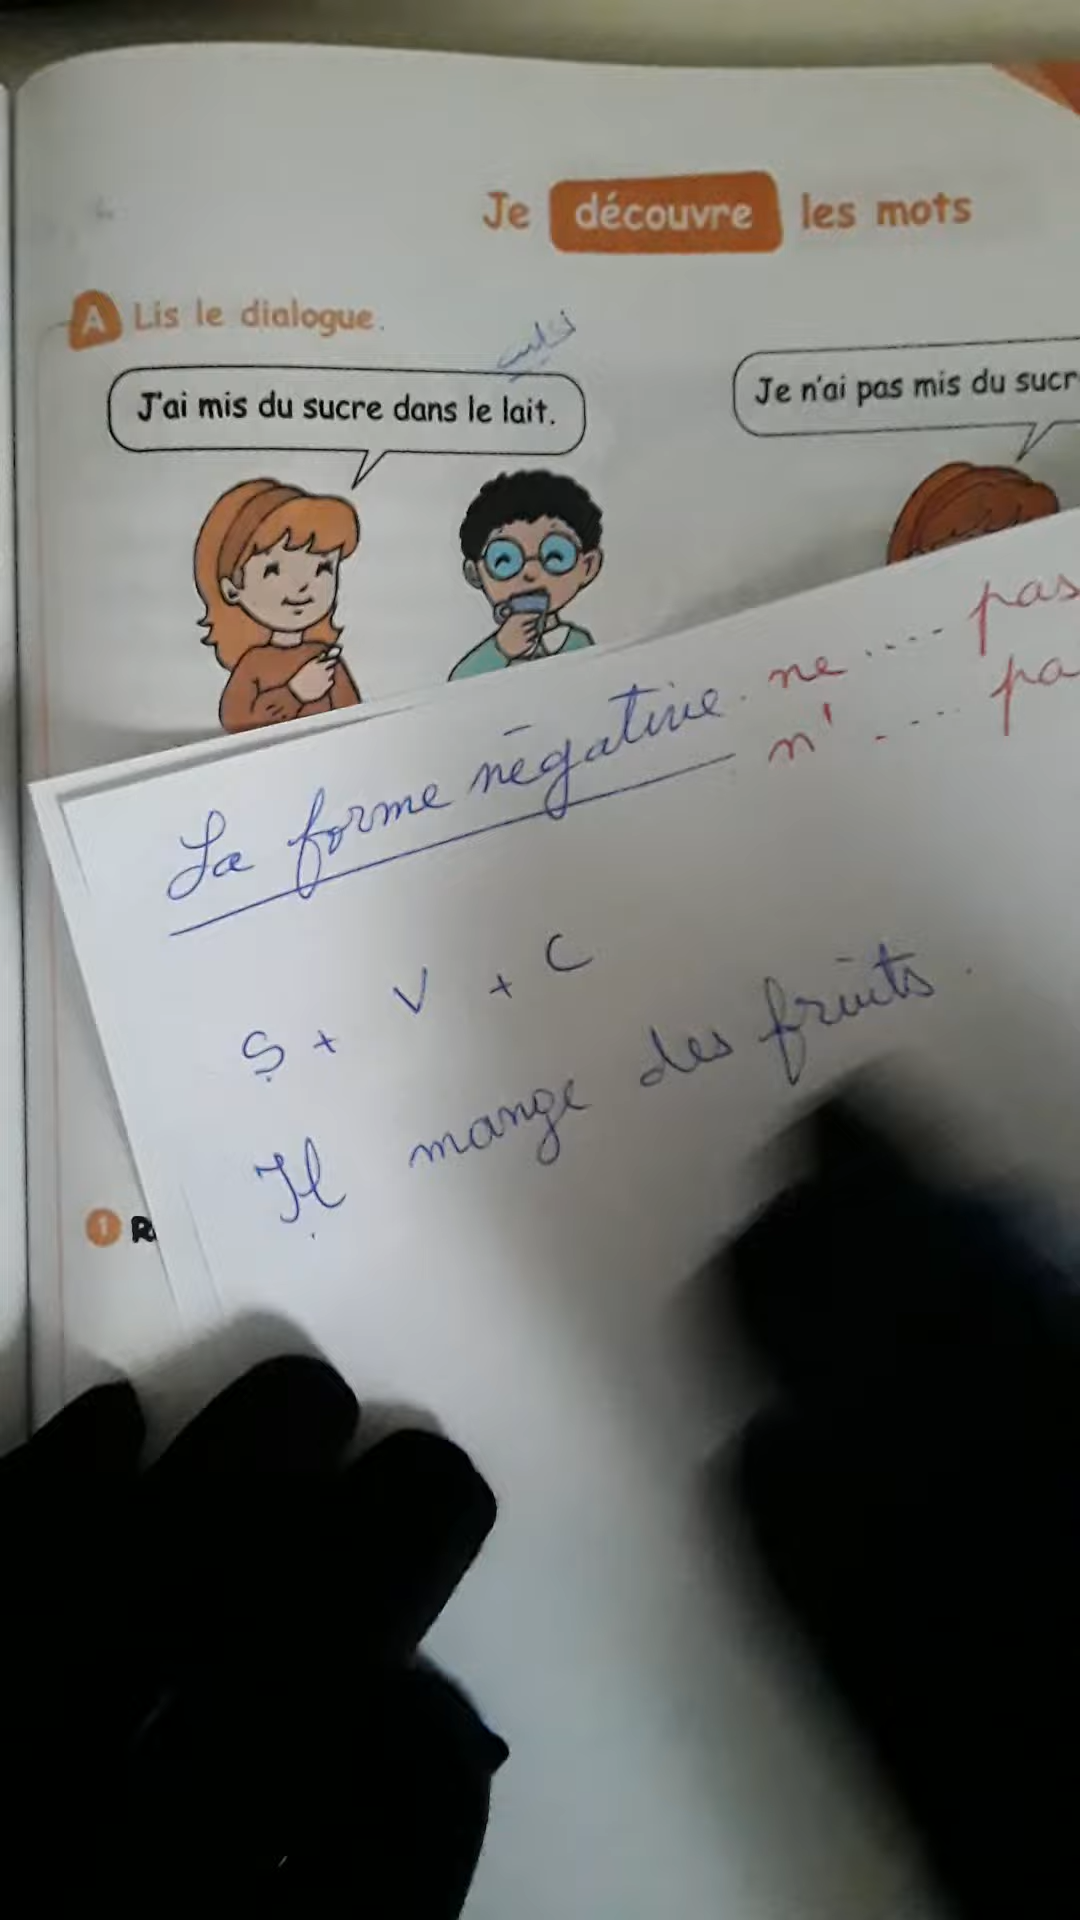 Je découvre les mots
A Lis le dialogue.
حليب
J'ai mis du sucre dans le lait.
Je n'ai pas mis du sucr
La forme négative. ne .... pas
n' .... pa
S + V + C
Il mange des fruits.
1 R